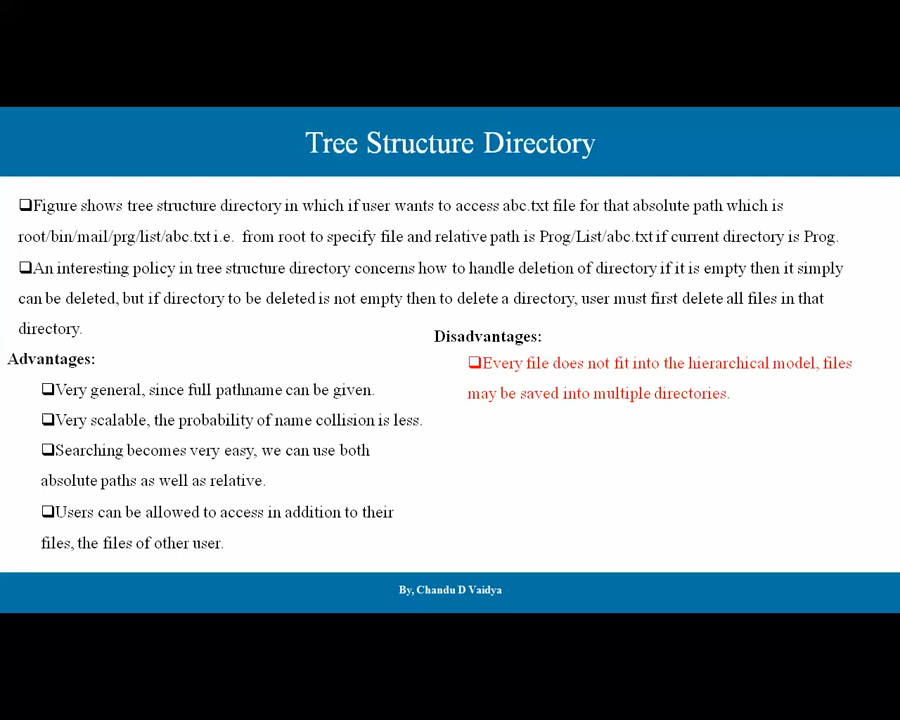 Tree Structure Directory
❑Figure shows tree structure directory in which if user wants to access abc.txt file for that absolute path which is
root/bin/mail/prg/list/abc.txt i.e. from root to specify file and relative path is Prog/List/abc.txt if current directory is Prog.
❑An interesting policy in tree structure directory concerns how to handle deletion of directory if it is empty then it simply
can be deleted, but if directory to be deleted is not empty then to delete a directory, user must first delete all files in that
directory.
Advantages:
❑Very general, since full pathname can be given.
❑Very scalable, the probability of name collision is less.
❑Searching becomes very easy, we can use both
absolute paths as well as relative.
❑Users can be allowed to access in addition to their
files, the files of other user.
Disadvantages:
❑Every file does not fit into the hierarchical model, files
may be saved into multiple directories.
By, Chandu D Vaidya